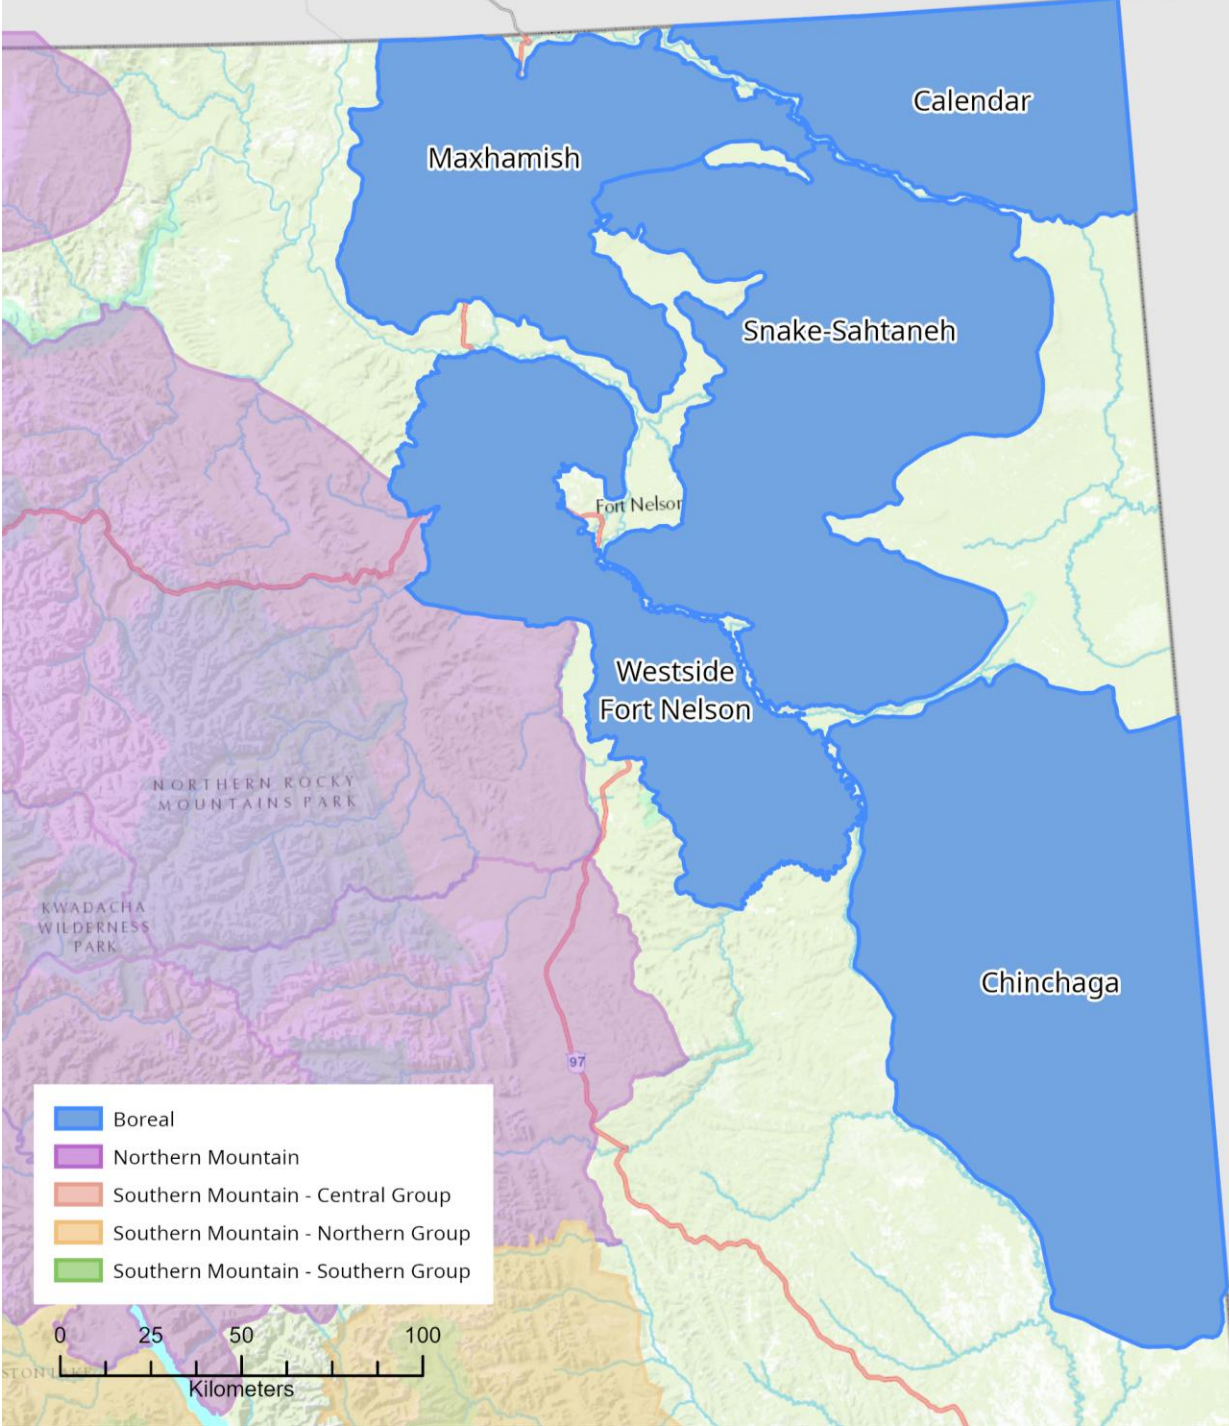 Calendar
Maxhamish
Snake-Sahtaneh
Fort Nelson
Westside
Fort Nelson
NORTHERN ROCKY
MOUNTAINS PARK
KWADACHA
WILDERNESS
PARK
Chinchaga
97
Boreal
Northern Mountain
Southern Mountain - Central Group
Southern Mountain - Northern Group
Southern Mountain - Southern Group
0 25 50 100
Kilometers